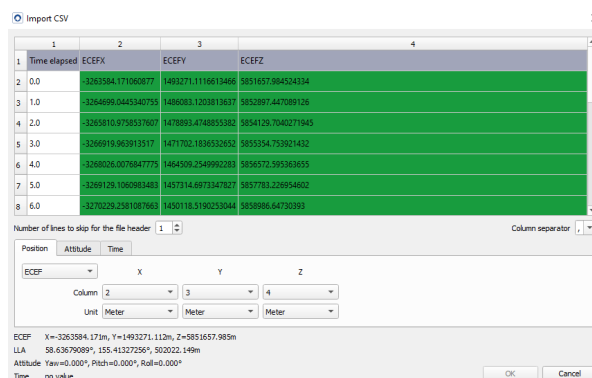 Import CSV
1 2 3 4
1 Time elapsed ECEFX ECEFY ECEFZ
2 0.0 -3263584.171060877 1493271.1116613466 5851657.984524334
3 1.0 -3264699.0445340755 1486083.1203813637 5852897.447089126
4 2.0 -3265810.9758537607 1478893.4748855382 5854129.7040271945
5 3.0 -3266919.963913517 1471702.1836532652 5855354.753921432
6 4.0 -3268026.0076847775 1464509.2549992283 5856572.595363655
7 5.0 -3269129.1060983483 1457314.6973347827 5857783.226954602
8 6.0 -3270229.2581087663 1450118.5190253044 5858986.64730393
Number of lines to skip for the file header 1 Column separator ,
Position Attitude Time
ECEF X Y Z
Column 2 3 4
Unit Meter Meter Meter
ECEF X=-3263584.171m, Y=1493271.112m, Z=5851657.985m
LLA 58.63679089°, 155.41327256°, 502022.149m
Attitude Yaw=0.000°, Pitch=0.000°, Roll=0.000°
Time no value
OK Cancel